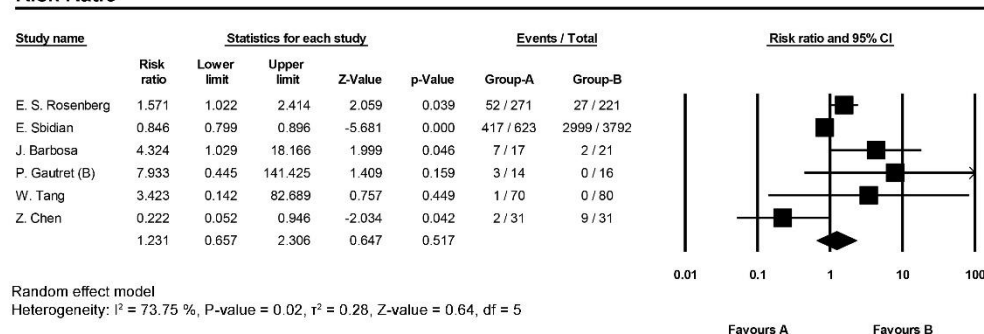 Study name Statistics for each study Events / Total Risk ratio and 95% CI
Risk ratio Lower limit Upper limit Z-Value p-Value Group-A Group-B
E. S. Rosenberg 1.571 1.022 2.414 2.059 0.039 52 / 271 27 / 221
E. Sbidian 0.846 0.799 0.896 -5.681 0.000 417 / 623 2999 / 3792
J. Barbosa 4.324 1.029 18.166 1.999 0.046 7 / 17 2 / 21
P. Gautret (B) 7.933 0.445 141.425 1.409 0.159 3 / 14 0 / 16
W. Tang 3.423 0.142 82.689 0.757 0.449 1 / 70 0 / 80
Z. Chen 0.222 0.052 0.946 -2.034 0.042 2 / 31 9 / 31
1.231 0.657 2.306 0.647 0.517
0.01 0.1 1 10 100
Random effect model
Heterogeneity: I² = 73.75 %, P-value = 0.02, τ² = 0.28, Z-value = 0.64, df = 5
Favours A Favours B